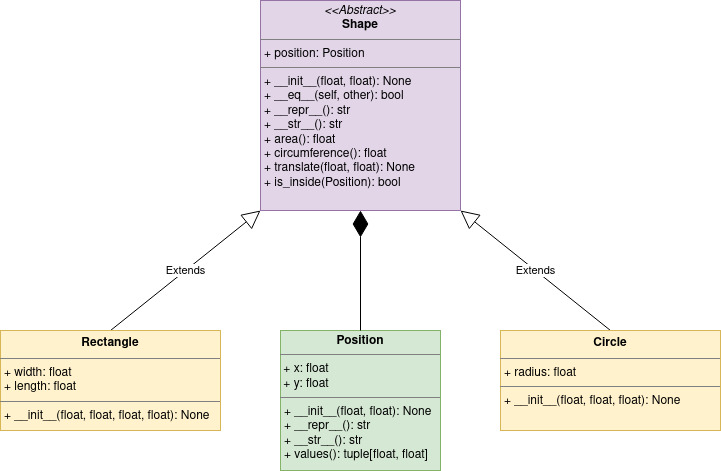 <<Abstract>>
Shape
+ position: Position
+ __init__(float, float): None
+ __eq__(self, other): bool
+ __repr__(): str
+ __str__(): str
+ area(): float
+ circumference(): float
+ translate(float, float): None
+ is_inside(Position): bool
Extends
Extends
Rectangle
+ width: float
+ length: float
+ __init__(float, float, float, float): None
Position
+ x: float
+ y: float
+ __init__(float, float): None
+ __repr__(): str
+ __str__(): str
+ values(): tuple[float, float]
Circle
+ radius: float
+ __init__(float, float, float): None